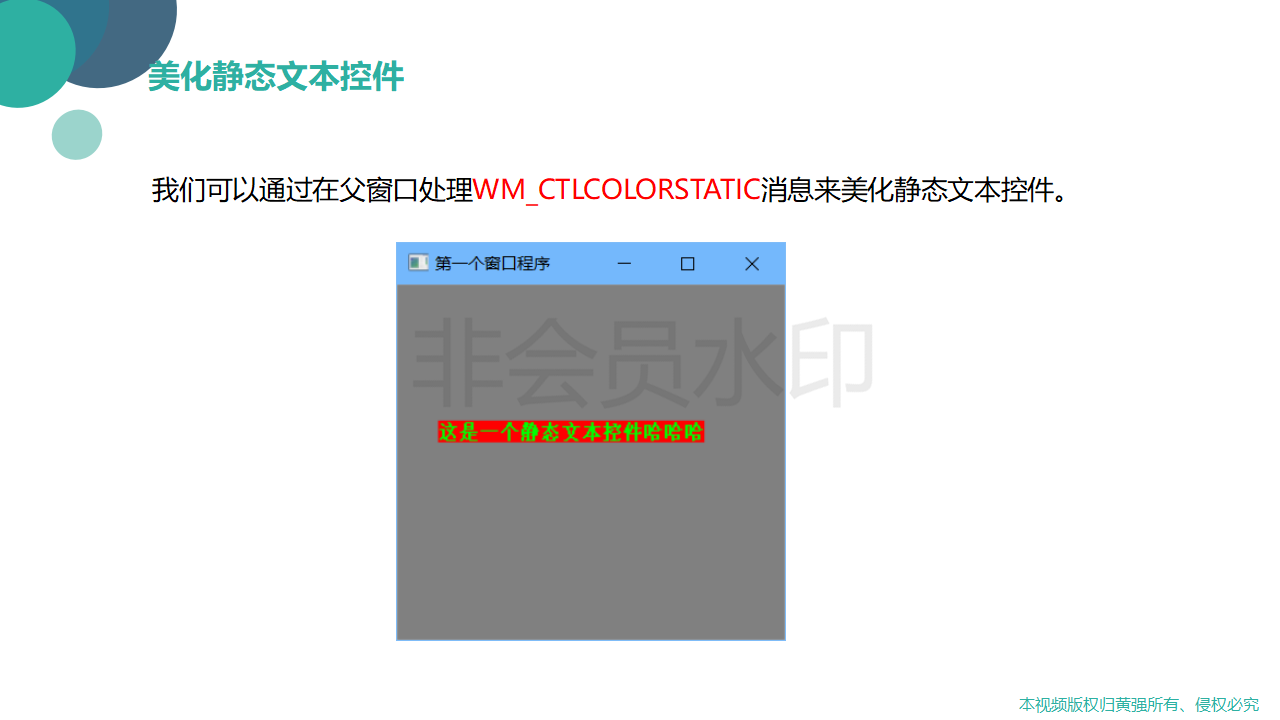 美化静态文本控件
我们可以通过在父窗口处理WM_CTLCOLORSTATIC消息来美化静态文本控件。
第一个窗口程序
非会员水印
这是一个静态文本控件哈哈哈
本视频版权归黄强所有、侵权必究